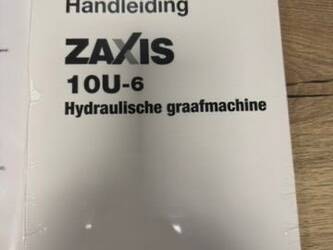 Handleiding
ZAXIS
10U-6
Hydraulische graafmachine